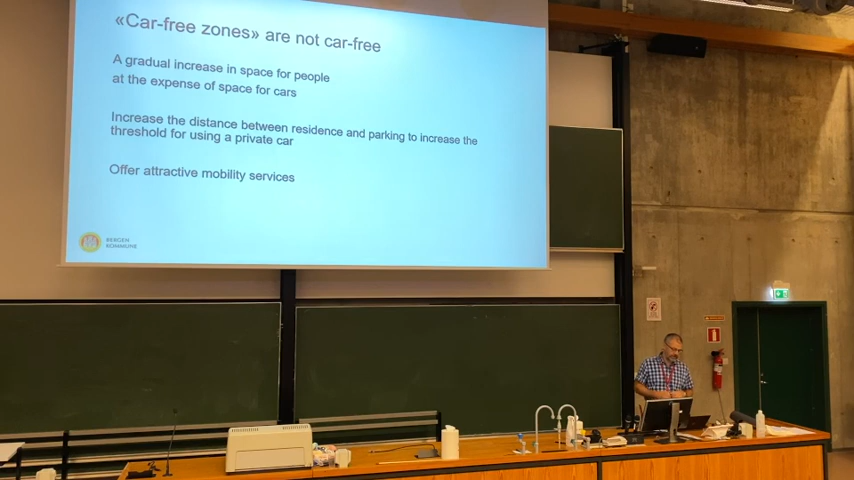 «Car-free zones» are not car-free
A gradual increase in space for people
at the expense of space for cars
Increase the distance between residence and parking to increase the
threshold for using a private car
Offer attractive mobility services
BERGEN
KOMMUNE